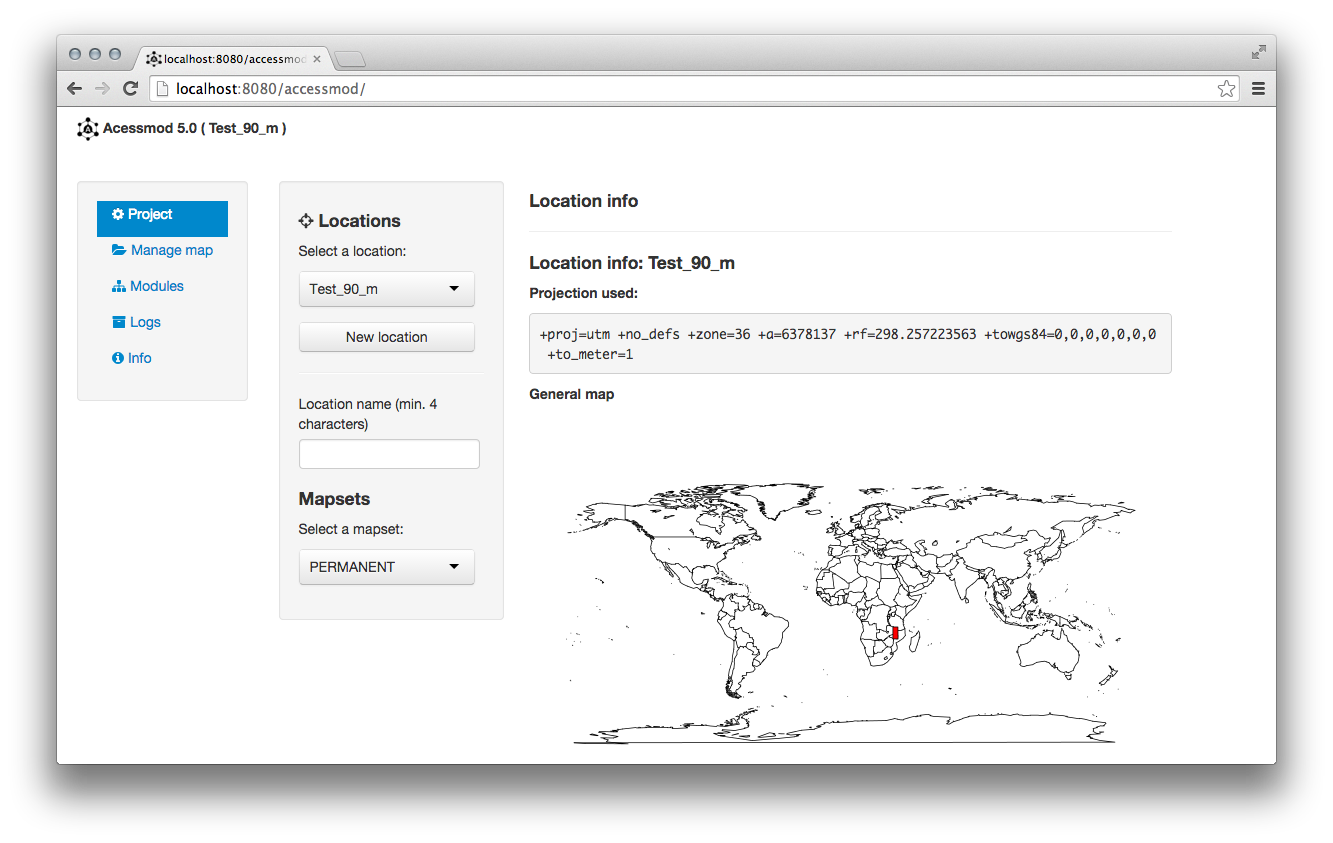 localhost:8080/accessmod
localhost:8080/accessmod/
Acessmod 5.0 ( Test_90_m )
Project
Manage map
Modules
Logs
Info
Locations
Select a location:
Test_90_m
New location
Location name (min. 4
characters)
Mapsets
Select a mapset:
PERMANENT
Location info
Location info: Test_90_m
Projection used:
+proj=utm +no_defs +zone=36 +a=6378137 +rf=298.257223563 +towgs84=0,0,0,0,0,0,0
+to_meter=1
General map